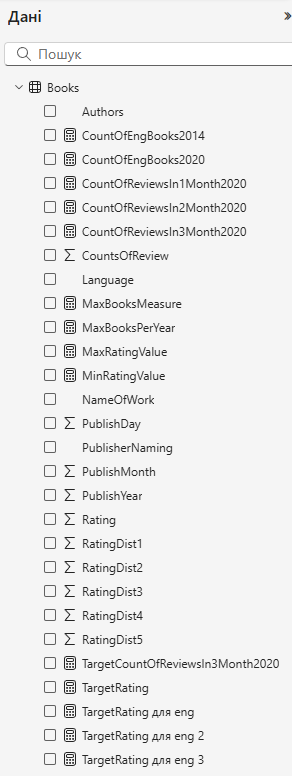 Дані
Пошук
Books
Authors
CountOfEngBooks2014
CountOfEngBooks2020
CountOfReviewsIn1Month2020
CountOfReviewsIn2Month2020
CountOfReviewsIn3Month2020
CountsOfReview
Language
MaxBooksMeasure
MaxBooksPerYear
MaxRatingValue
MinRatingValue
NameOfWork
PublishDay
PublisherNaming
PublishMonth
PublishYear
Rating
RatingDist1
RatingDist2
RatingDist3
RatingDist4
RatingDist5
TargetCountOfReviewsIn3Month2020
TargetRating
TargetRating для eng
TargetRating для eng 2
TargetRating для eng 3